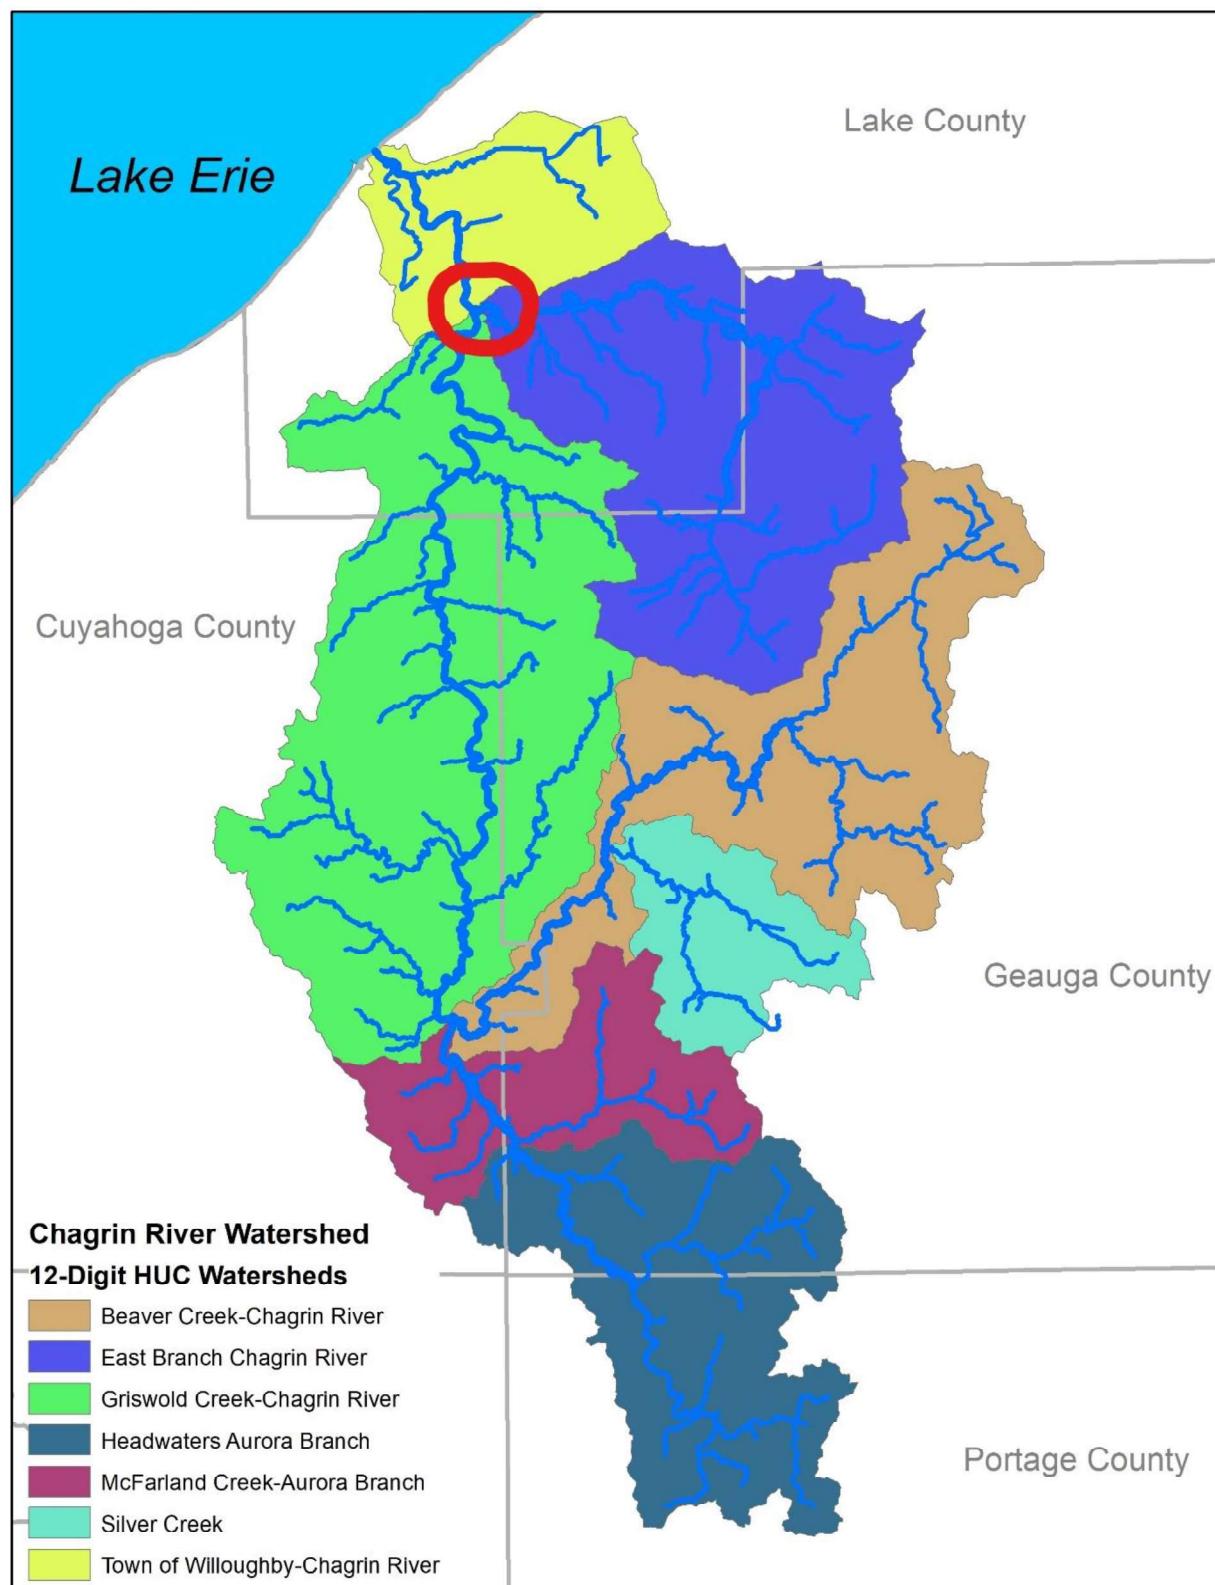 Lake County
Lake Erie
Cuyahoga County
Geauga County
Chagrin River Watershed
12-Digit HUC Watersheds
Beaver Creek-Chagrin River
East Branch Chagrin River
Griswold Creek-Chagrin River
Headwaters Aurora Branch
McFarland Creek-Aurora Branch
Silver Creek
Town of Willoughby-Chagrin River
Portage County